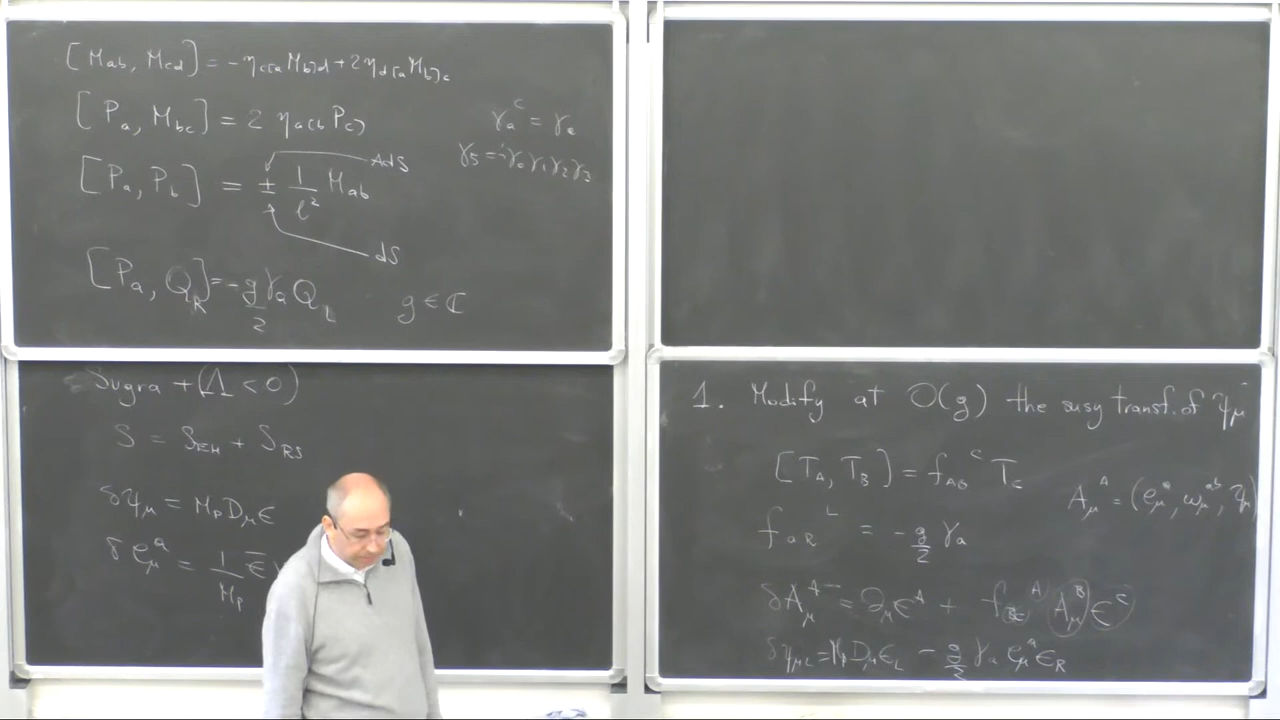 [M_ab, M_cd] = -η_c[a M_b]d + 2η_d[a M_b]c
[P_a, M_bc] = 2 η_a[b P_c]
γ_a^c = γ_a
γ_5 = iγ_0γ_1γ_2γ_3
AdS
[P_a, P_b] = ± 1/ℓ² M_ab
dS
[P_a, Q_R] = -g/2 γ_a Q_L g ∈ ℂ
Sugra + (Λ < 0)
S = S_EH + S_RS
δψ_μ = M_P D_μ ε
δe_μ^a = 1/M_P ε̄
1. Modify at O(g) the susy transf. of ψ_μ
[T_A, T_B] = f_AB^C T_C
A_μ^A = (e_μ^a, ω_μ^ab, ψ_μ)
f_aR^L = -g/2 γ_a
δA_μ^A = ∂_μ ε^A + f_BC^A A_μ^B ε^C
δψ_μL = M_P D_μ ε_L - g/2 γ_a e_μ^a ε_R